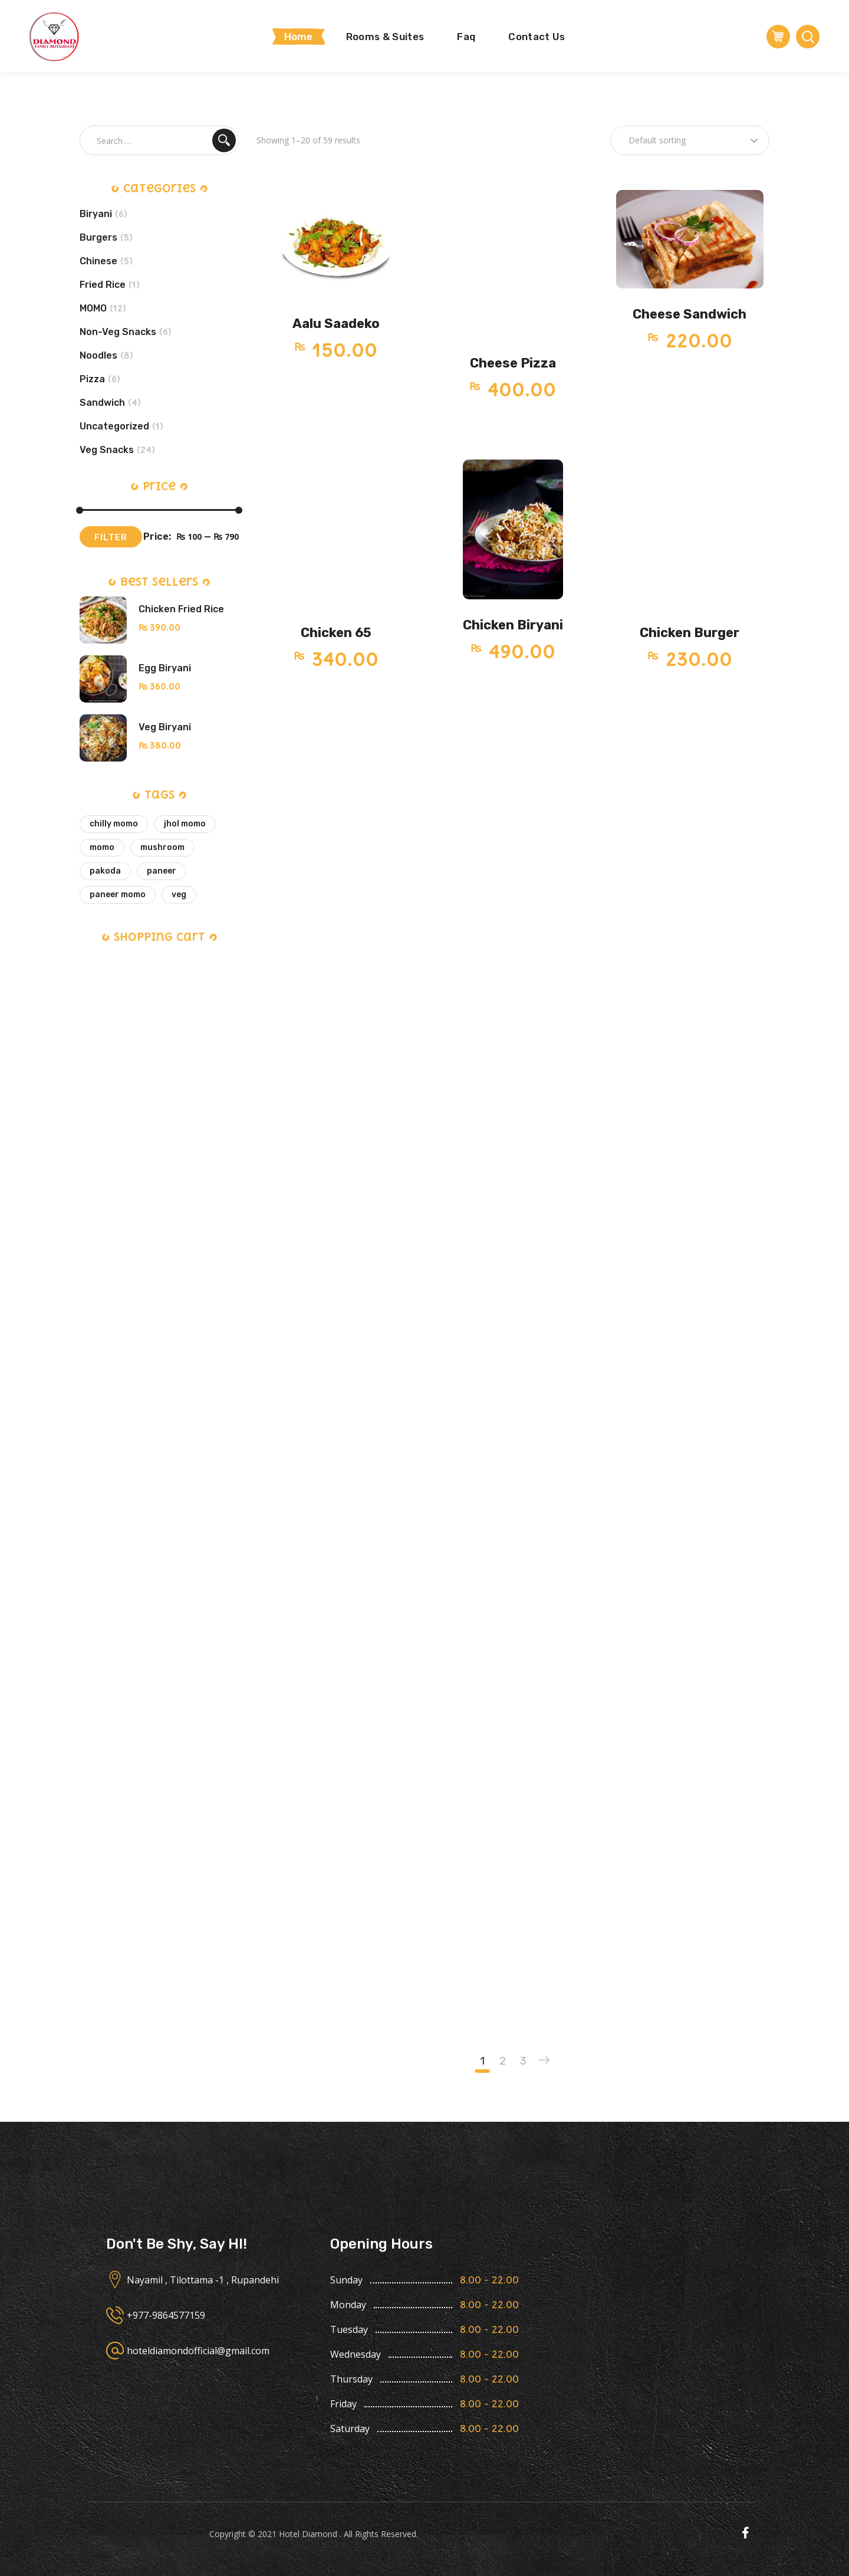 DIAMOND
FAMILY RESTAURANT
Home
Rooms & Suites
Faq
Contact Us
Search ...
Showing 1–20 of 59 results
Default sorting
Categories
Biryani (6)
Burgers (5)
Chinese (5)
Fried Rice (1)
MOMO (12)
Non-Veg Snacks (6)
Noodles (8)
Pizza (6)
Sandwich (4)
Uncategorized (1)
Veg Snacks (24)
Price
FILTER Price: ₨ 100 — ₨ 790
Best Sellers
Chicken Fried Rice
₨ 390.00
Egg Biryani
₨ 360.00
Veg Biryani
₨ 380.00
Tags
chilly momo
jhol momo
momo
mushroom
pakoda
paneer
paneer momo
veg
Shopping Cart
Aalu Saadeko
₨ 150.00
Cheese Pizza
₨ 400.00
Cheese Sandwich
₨ 220.00
Chicken 65
₨ 340.00
Chicken Biryani
₨ 490.00
Chicken Burger
₨ 230.00
1 2 3
Don't Be Shy, Say HI!
Nayamil , Tilottama -1 , Rupandehi
+977-9864577159
hoteldiamondofficial@gmail.com
Opening Hours
Sunday 8.00 - 22.00
Monday 8.00 - 22.00
Tuesday 8.00 - 22.00
Wednesday 8.00 - 22.00
Thursday 8.00 - 22.00
Friday 8.00 - 22.00
Saturday 8.00 - 22.00
Copyright © 2021 Hotel Diamond . All Rights Reserved.